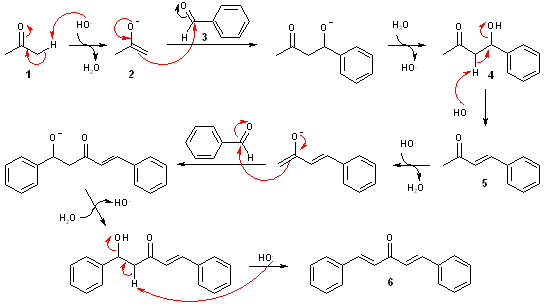 O HO⁻ O⁻ O
H H
3
1 H₂O 2
O O⁻ H₂O O OH
HO⁻ H 4
HO⁻
O⁻ O O O⁻ HO⁻ O
H H₂O 5
H₂O HO⁻
OH O HO⁻ O
H 6